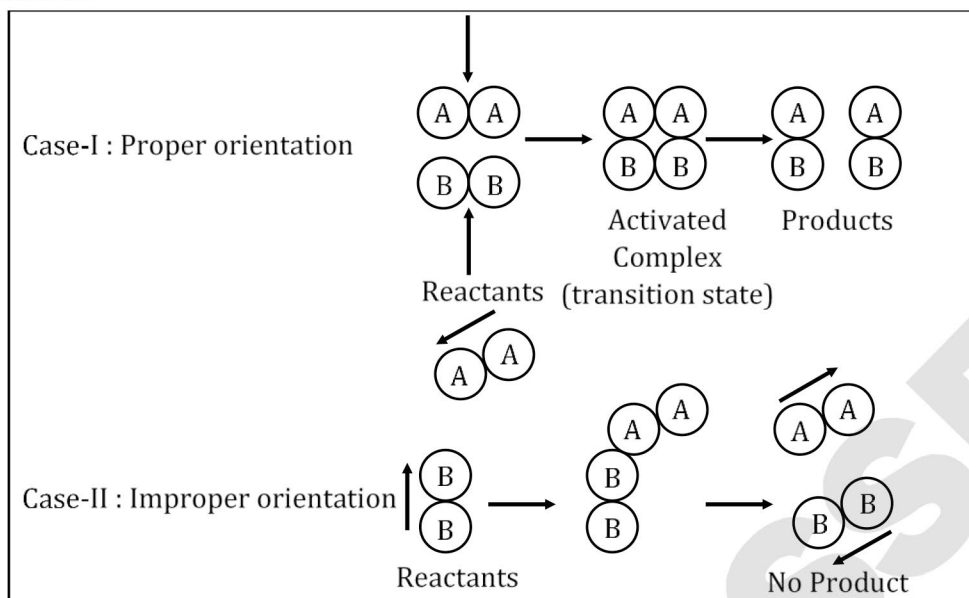 A A
Case-I : Proper orientation
B B
A A
B B
A A
B B
Activated
Complex
(transition state)
Products
Reactants
A A
A A
A A
B
B
B
B
B B
Case-II : Improper orientation
Reactants
No Product